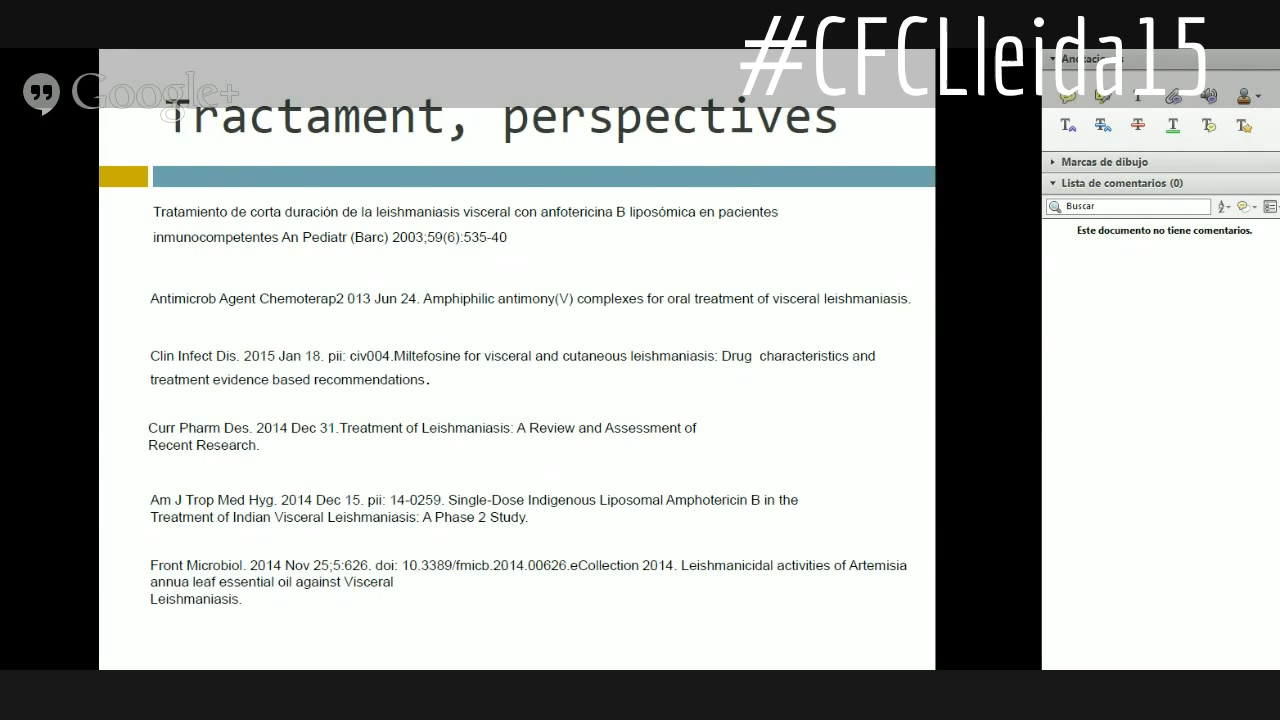 #CFCLleida15
Google+
Tractament, perspectives
Tratamiento de corta duración de la leishmaniasis visceral con anfotericina B liposómica en pacientes
inmunocompetentes An Pediatr (Barc) 2003;59(6):535-40
Antimicrob Agent Chemoterap2 013 Jun 24. Amphiphilic antimony(V) complexes for oral treatment of visceral leishmaniasis.
Clin Infect Dis. 2015 Jan 18. pii: civ004.Miltefosine for visceral and cutaneous leishmaniasis: Drug characteristics and
treatment evidence based recommendations.
Curr Pharm Des. 2014 Dec 31.Treatment of Leishmaniasis: A Review and Assessment of
Recent Research.
Am J Trop Med Hyg. 2014 Dec 15. pii: 14-0259. Single-Dose Indigenous Liposomal Amphotericin B in the
Treatment of Indian Visceral Leishmaniasis: A Phase 2 Study.
Front Microbiol. 2014 Nov 25;5:626. doi: 10.3389/fmicb.2014.00626.eCollection 2014. Leishmanicidal activities of Artemisia
annua leaf essential oil against Visceral
Leishmaniasis.
Marcas de dibujo
Lista de comentarios (0)
Buscar
Este documento no tiene comentarios.